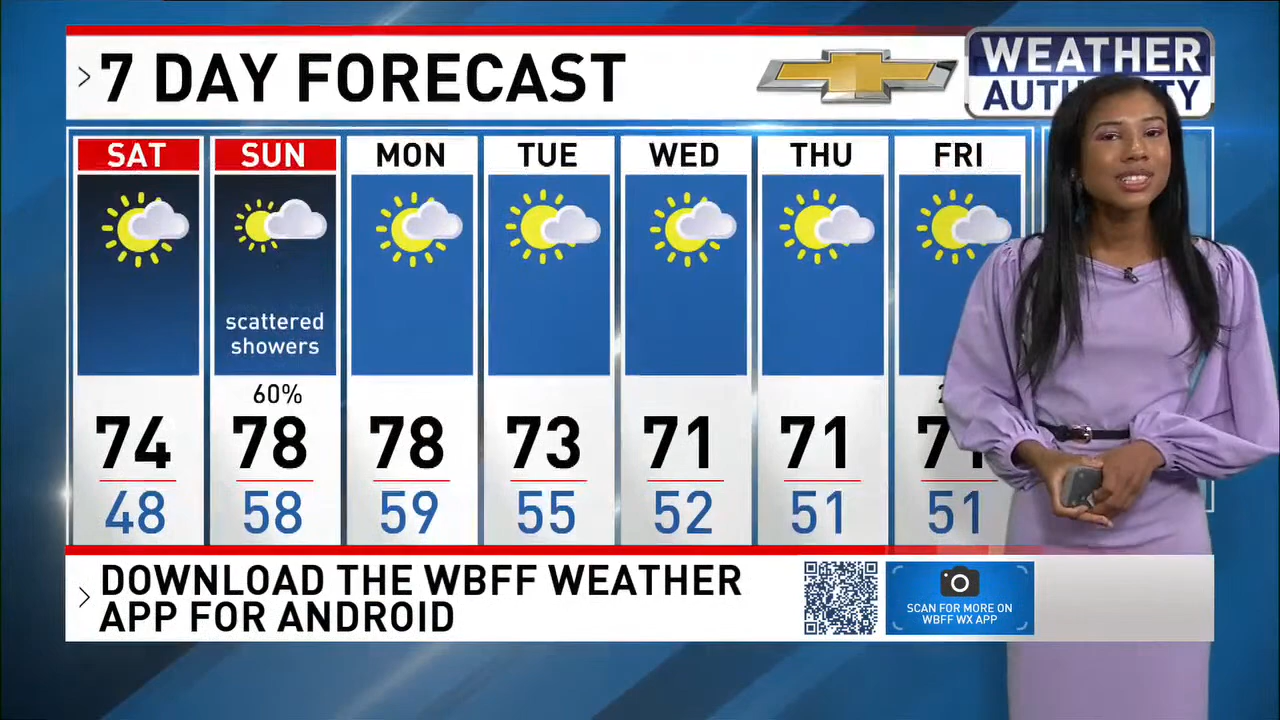 7 DAY FORECAST
WEATHER
SAT SUN MON TUE WED THU FRI
scattered
showers
60%
74 78 78 73 71 71
48 58 59 55 52 51 51
DOWNLOAD THE WBFF WEATHER
APP FOR ANDROID
SCAN FOR MORE ON
WBFF WX APP